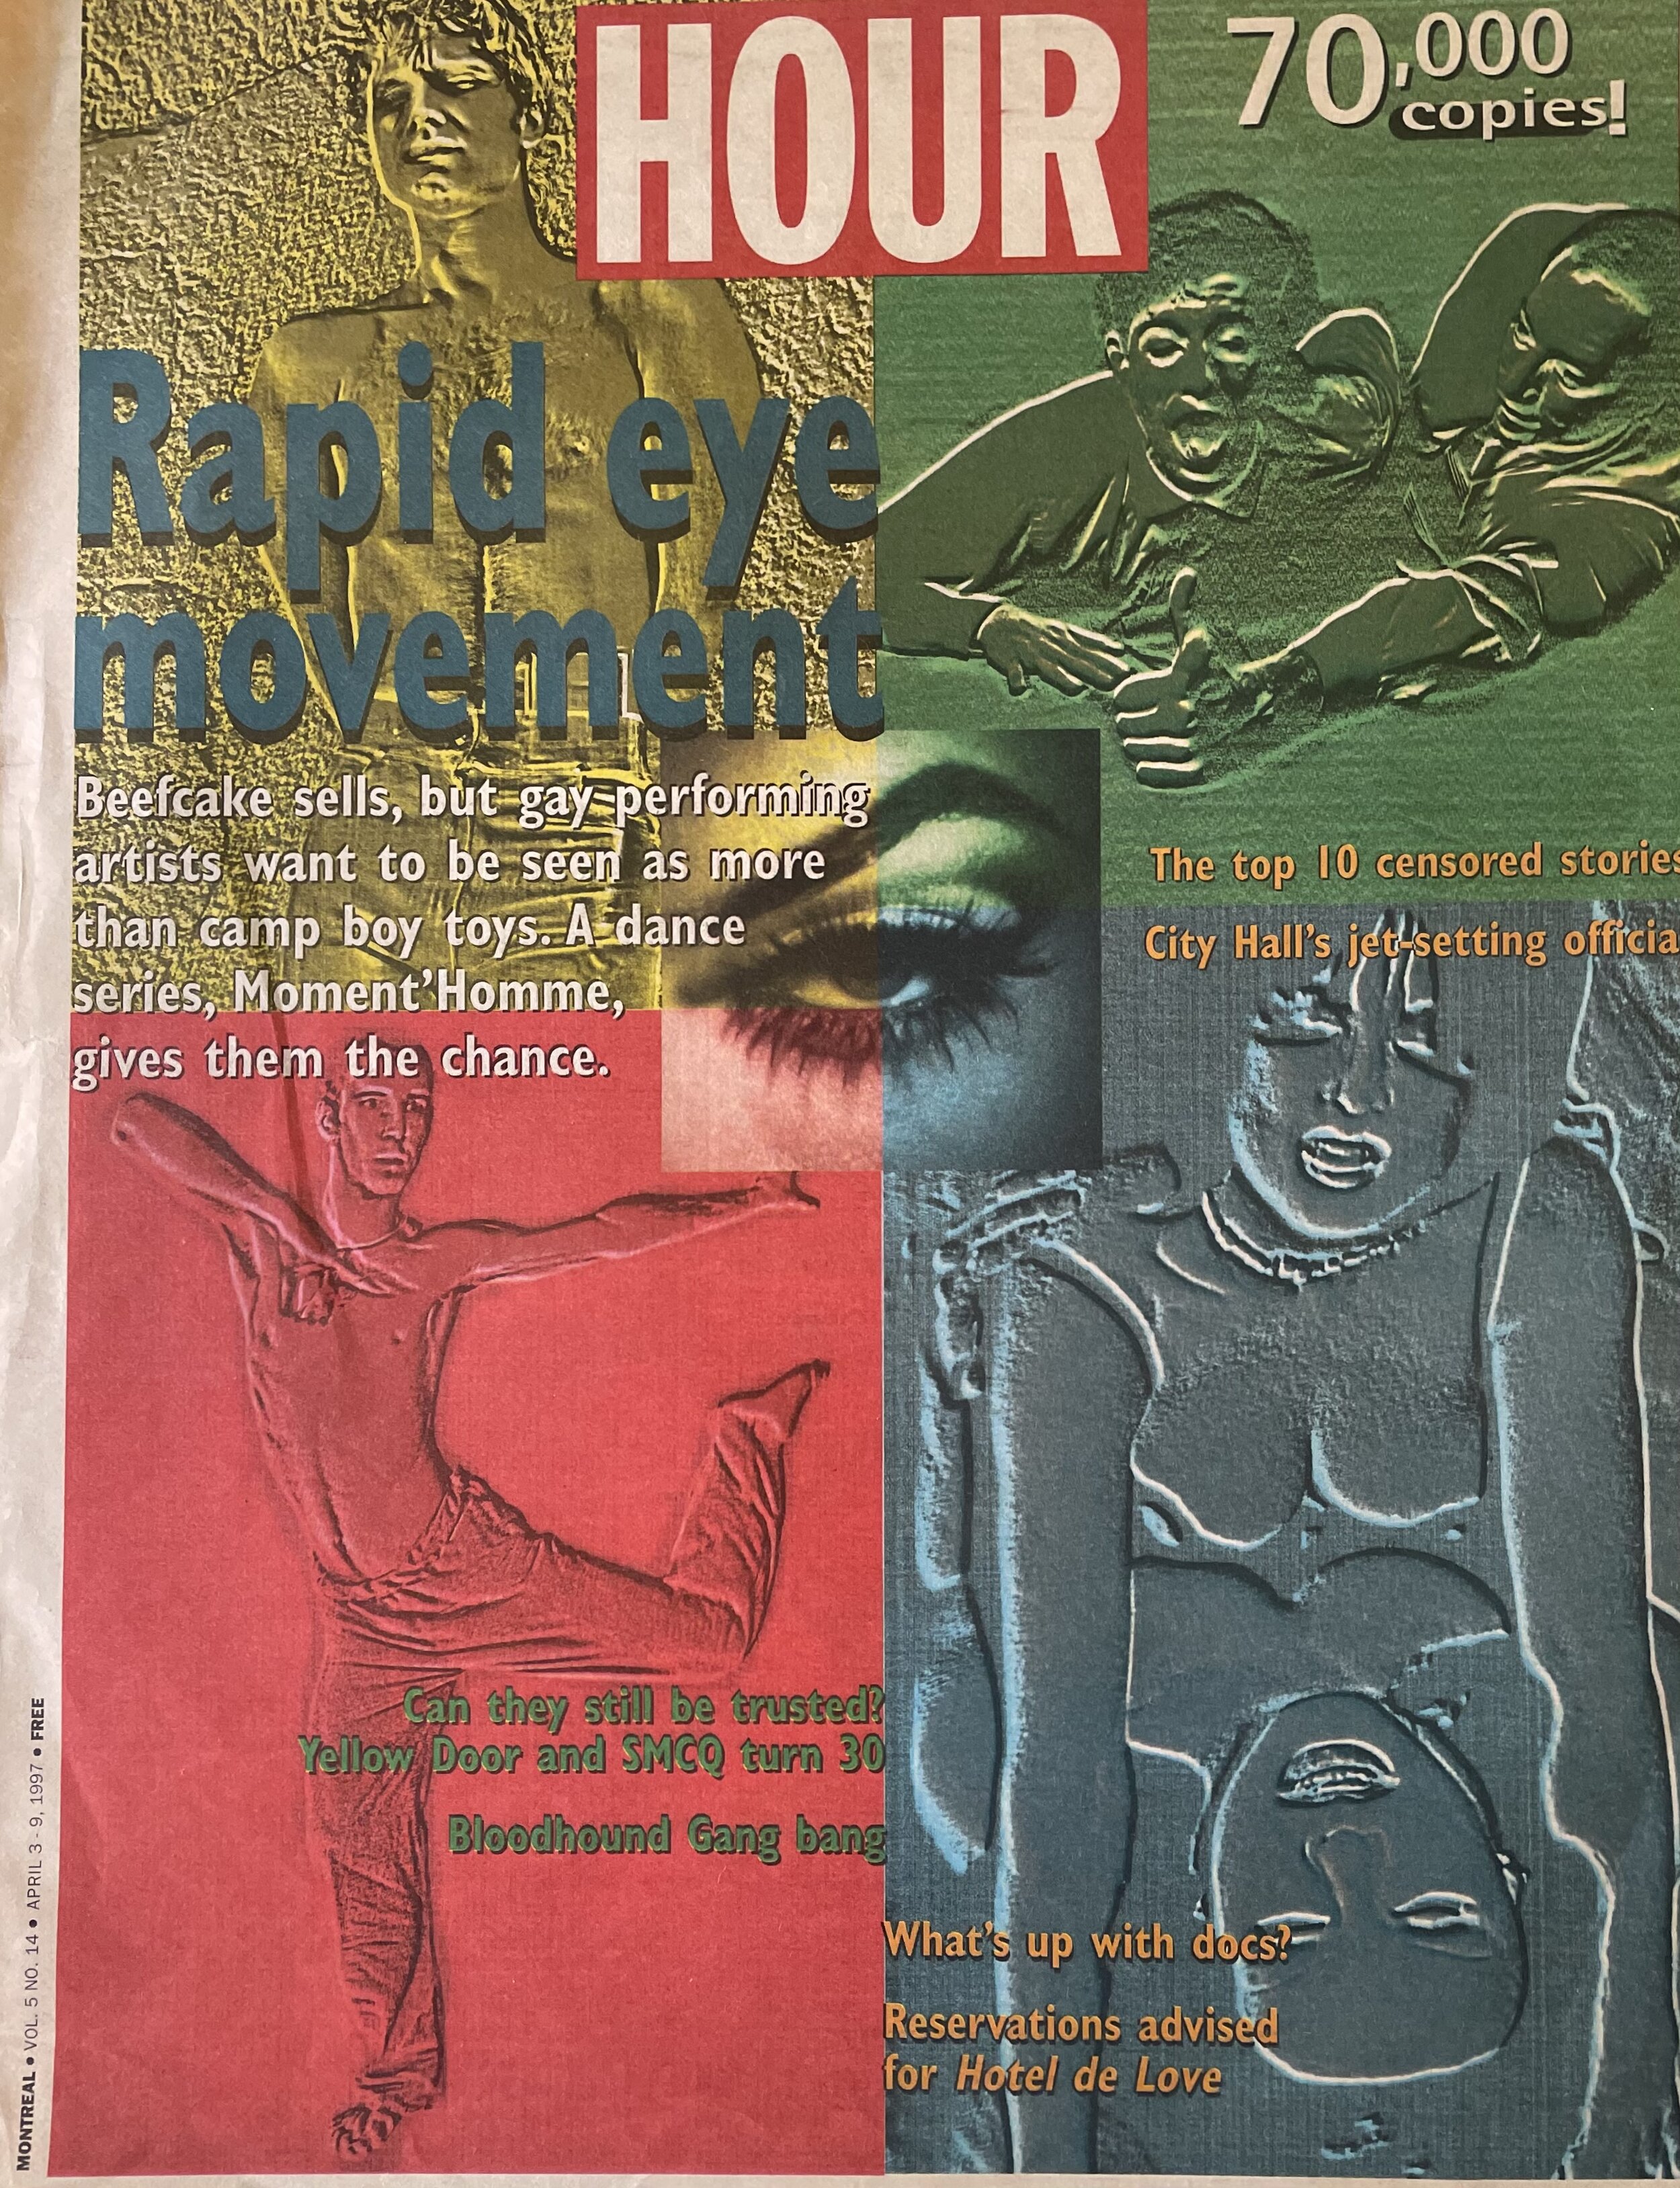 HOUR
70,000
copies!
Rapid eye
movement
Beefcake sells, but gay performing
artists want to be seen as more
than camp boy toys. A dance
series, Moment'Homme,
gives them the chance.
The top 10 censored stories
City Hall's jet-setting officia
Can they still be trusted?
Yellow Door and SMCQ turn 30
Bloodhound Gang bang
What's up with docs?
Reservations advised
for Hotel de Love
MONTREAL • VOL. 5 NO. 14 • APRIL 3 - 9, 1997 • FREE